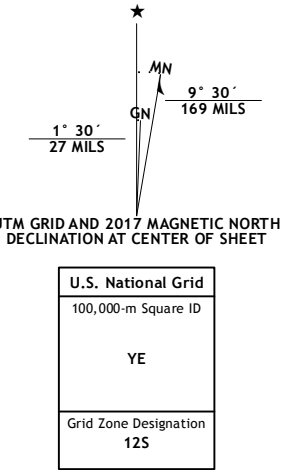 MN
GN
9° 30´
169 MILS
1° 30´
27 MILS
UTM GRID AND 2017 MAGNETIC NORTH
DECLINATION AT CENTER OF SHEET
U.S. National Grid
100,000-m Square ID
YE
Grid Zone Designation
12S